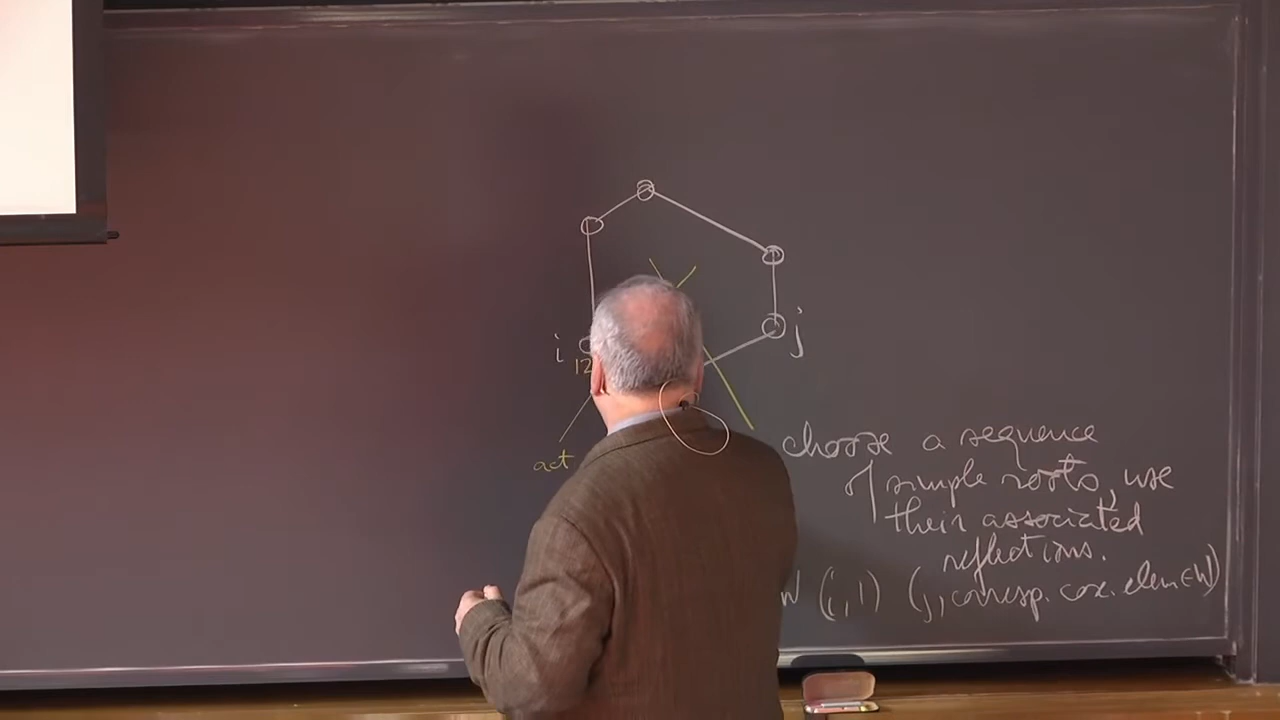 i
j
12
act
choose a sequence
of simple roots, use
their associated
reflections.
W (i,1) (j, corresp. cox. elem ∈ W)